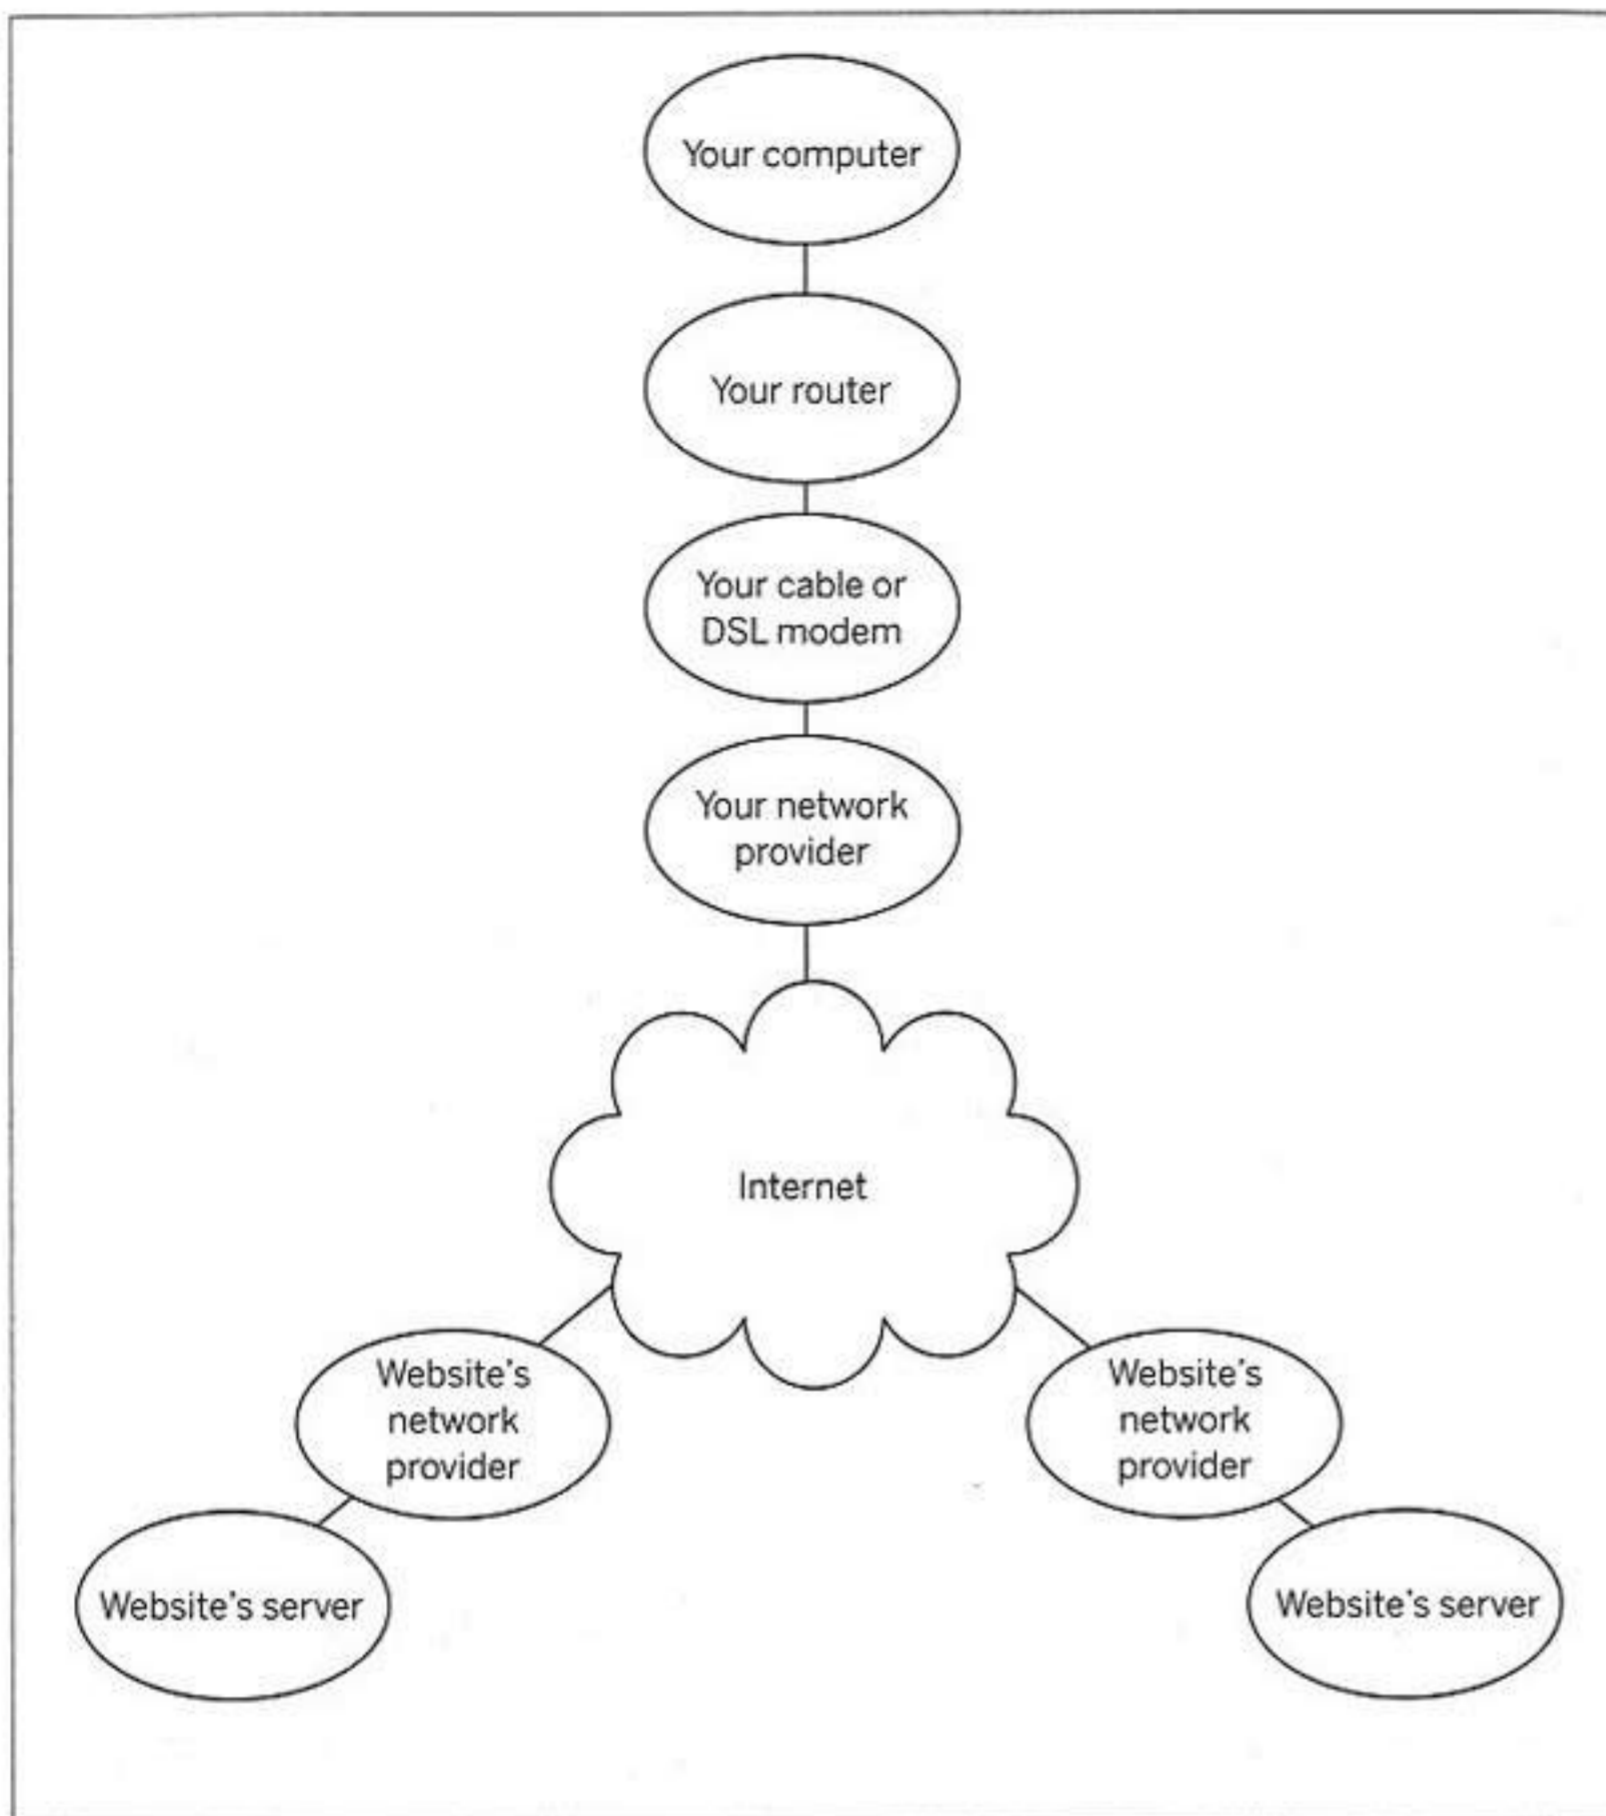 Your computer
Your router
Your cable or
DSL modem
Your network
provider
Internet
Website's
network
provider
Website's
network
provider
Website's server
Website's server